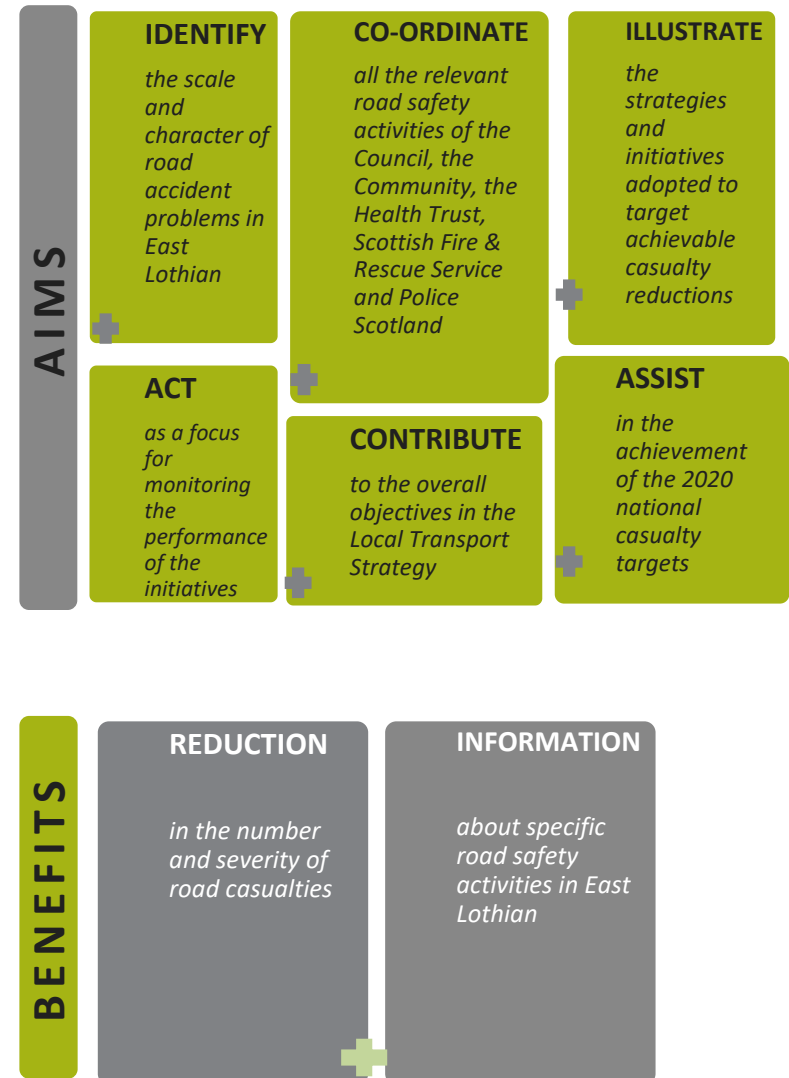 AIMS
IDENTIFY
the scale
and
character of
road
accident
problems in
East
Lothian
CO-ORDINATE
all the relevant
road safety
activities of the
Council, the
Community, the
Health Trust,
Scottish Fire &
Rescue Service
and Police
Scotland
ILLUSTRATE
the
strategies
and
initiatives
adopted to
target
achievable
casualty
reductions
ACT
as a focus
for
monitoring
the
performance
of the
initiatives
CONTRIBUTE
to the overall
objectives in the
Local Transport
Strategy
ASSIST
in the
achievement
of the 2020
national
casualty
targets
BENEFITS
REDUCTION
in the number
and severity of
road casualties
INFORMATION
about specific
road safety
activities in East
Lothian